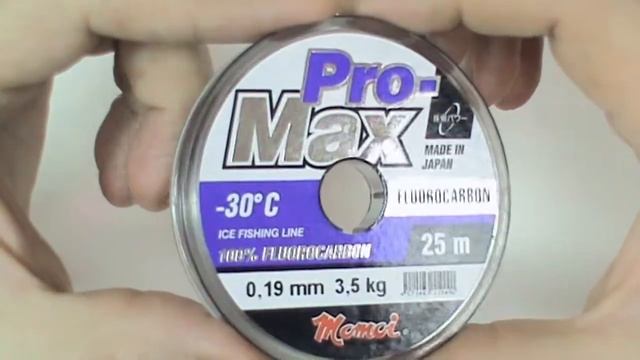 Pro-
Max
MADE IN
JAPAN
-30°C
FLUOROCARBON
ICE FISHING LINE
100% FLUOROCARBON
25 m
0,19 mm 3,5 kg
Momoi